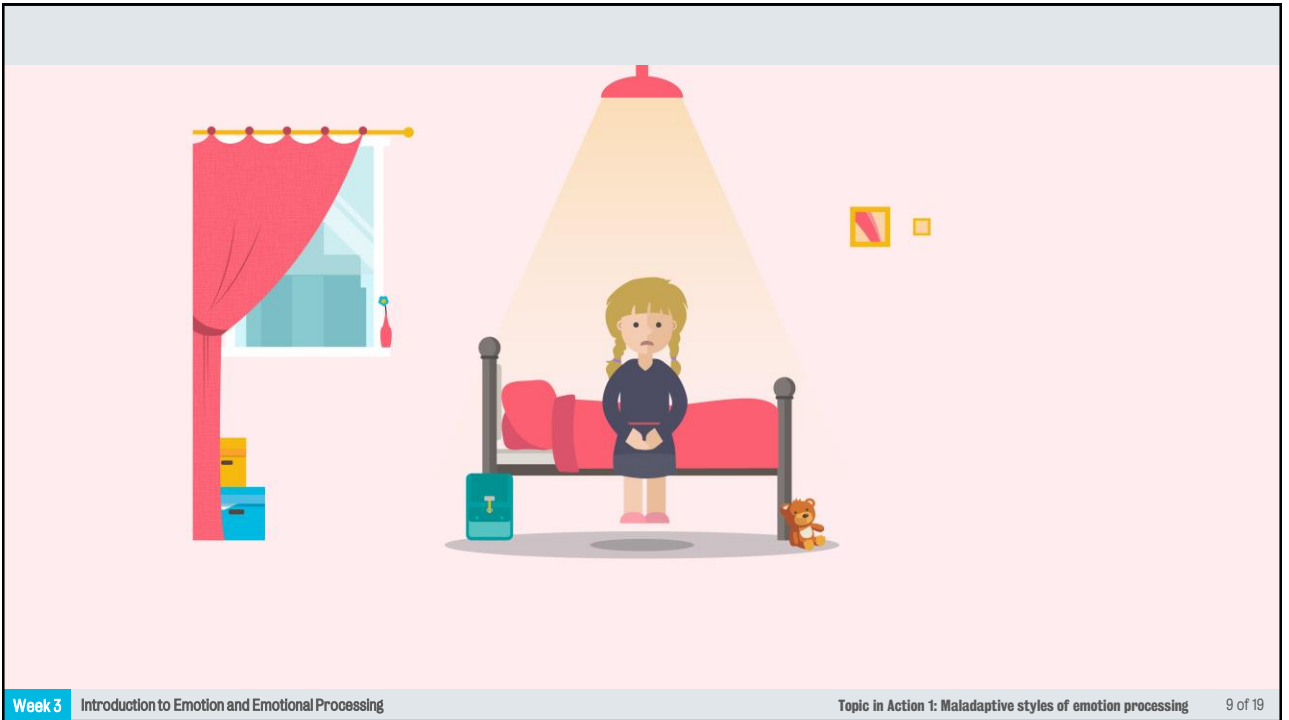 Week 3 Introduction to Emotion and Emotional Processing Topic in Action 1: Maladaptive styles of emotion processing 9 of 19